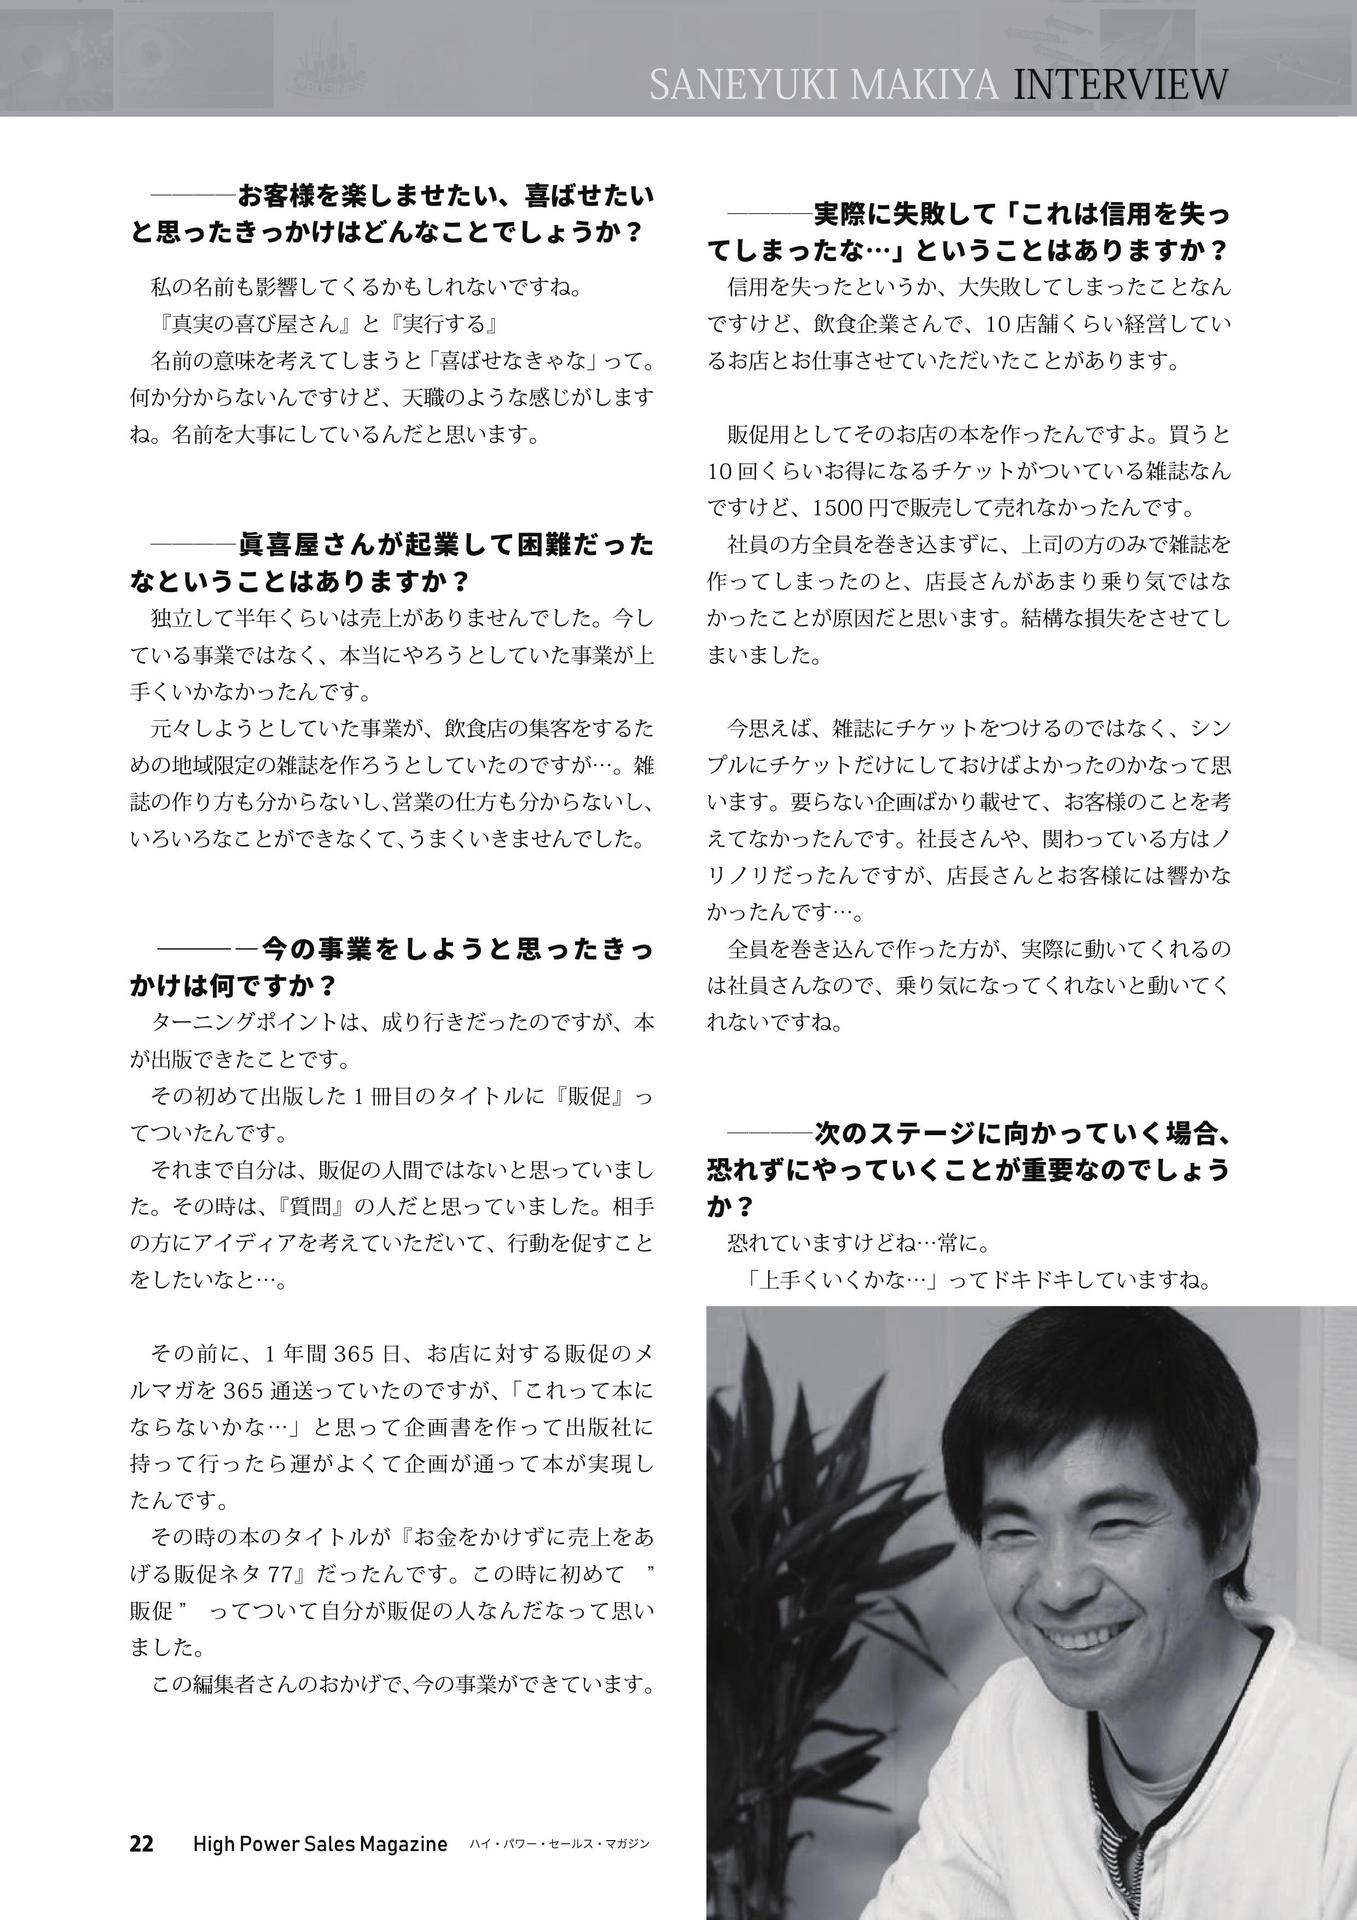 SANEYUKI MAKIYA INTERVIEW
――――お客様を楽しませたい、喜ばせたい
と思ったきっかけはどんなことでしょうか？
私の名前も影響してくるかもしれないですね。
『真実の喜び屋さん』と『実行する』
名前の意味を考えてしまうと「喜ばせなきゃな」って。
何か分からないんですけど、天職のような感じがします
ね。名前を大事にしているんだと思います。
――――眞喜屋さんが起業して困難だった
なということはありますか？
独立して半年くらいは売上がありませんでした。今し
ている事業ではなく、本当にやろうとしていた事業が上
手くいかなかったんです。
元々しようとしていた事業が、飲食店の集客をするた
めの地域限定の雑誌を作ろうとしていたのですが…。雑
誌の作り方も分からないし、営業の仕方も分からないし、
いろいろなことができなくて、うまくいきませんでした。
――――今の事業をしようと思ったきっ
かけは何ですか？
ターニングポイントは、成り行きだったのですが、本
が出版できたことです。
その初めて出版した 1 冊目のタイトルに『販促』っ
てついたんです。
それまで自分は、販促の人間ではないと思っていまし
た。その時は、『質問』の人だと思っていました。相手
の方にアイディアを考えていただいて、行動を促すこと
をしたいなと…。
その前に、1 年間 365 日、お店に対する販促のメ
ルマガを 365 通送っていたのですが、「これって本に
ならないかな…」と思って企画書を作って出版社に
持って行ったら運がよくて企画が通って本が実現し
たんです。
その時の本のタイトルが『お金をかけずに売上をあ
げる販促ネタ 77』だったんです。この時に初めて ”
販促 ” ってついて自分が販促の人なんだなって思い
ました。
この編集者さんのおかげで、今の事業ができています。
――――実際に失敗して「これは信用を失っ
てしまったな…」ということはありますか？
信用を失ったというか、大失敗してしまったことなん
ですけど、飲食企業さんで、10 店舗くらい経営してい
るお店とお仕事させていただいたことがあります。
販促用としてそのお店の本を作ったんですよ。買うと
10 回くらいお得になるチケットがついている雑誌なん
ですけど、1500 円で販売して売れなかったんです。
社員の方全員を巻き込まずに、上司の方のみで雑誌を
作ってしまったのと、店長さんがあまり乗り気ではな
かったことが原因だと思います。結構な損失をさせてし
まいました。
今思えば、雑誌にチケットをつけるのではなく、シン
プルにチケットだけにしておけばよかったのかなって思
います。要らない企画ばかり載せて、お客様のことを考
えてなかったんです。社長さんや、関わっている方はノ
リノリだったんですが、店長さんとお客様には響かな
かったんです…。
全員を巻き込んで作った方が、実際に動いてくれるの
は社員さんなので、乗り気になってくれないと動いてく
れないですね。
――――次のステージに向かっていく場合、
恐れずにやっていくことが重要なのでしょう
か？
恐れていますけどね…常に。
「上手くいくかな…」ってドキドキしていますね。
22 High Power Sales Magazine ハイ・パワー・セールス・マガジン